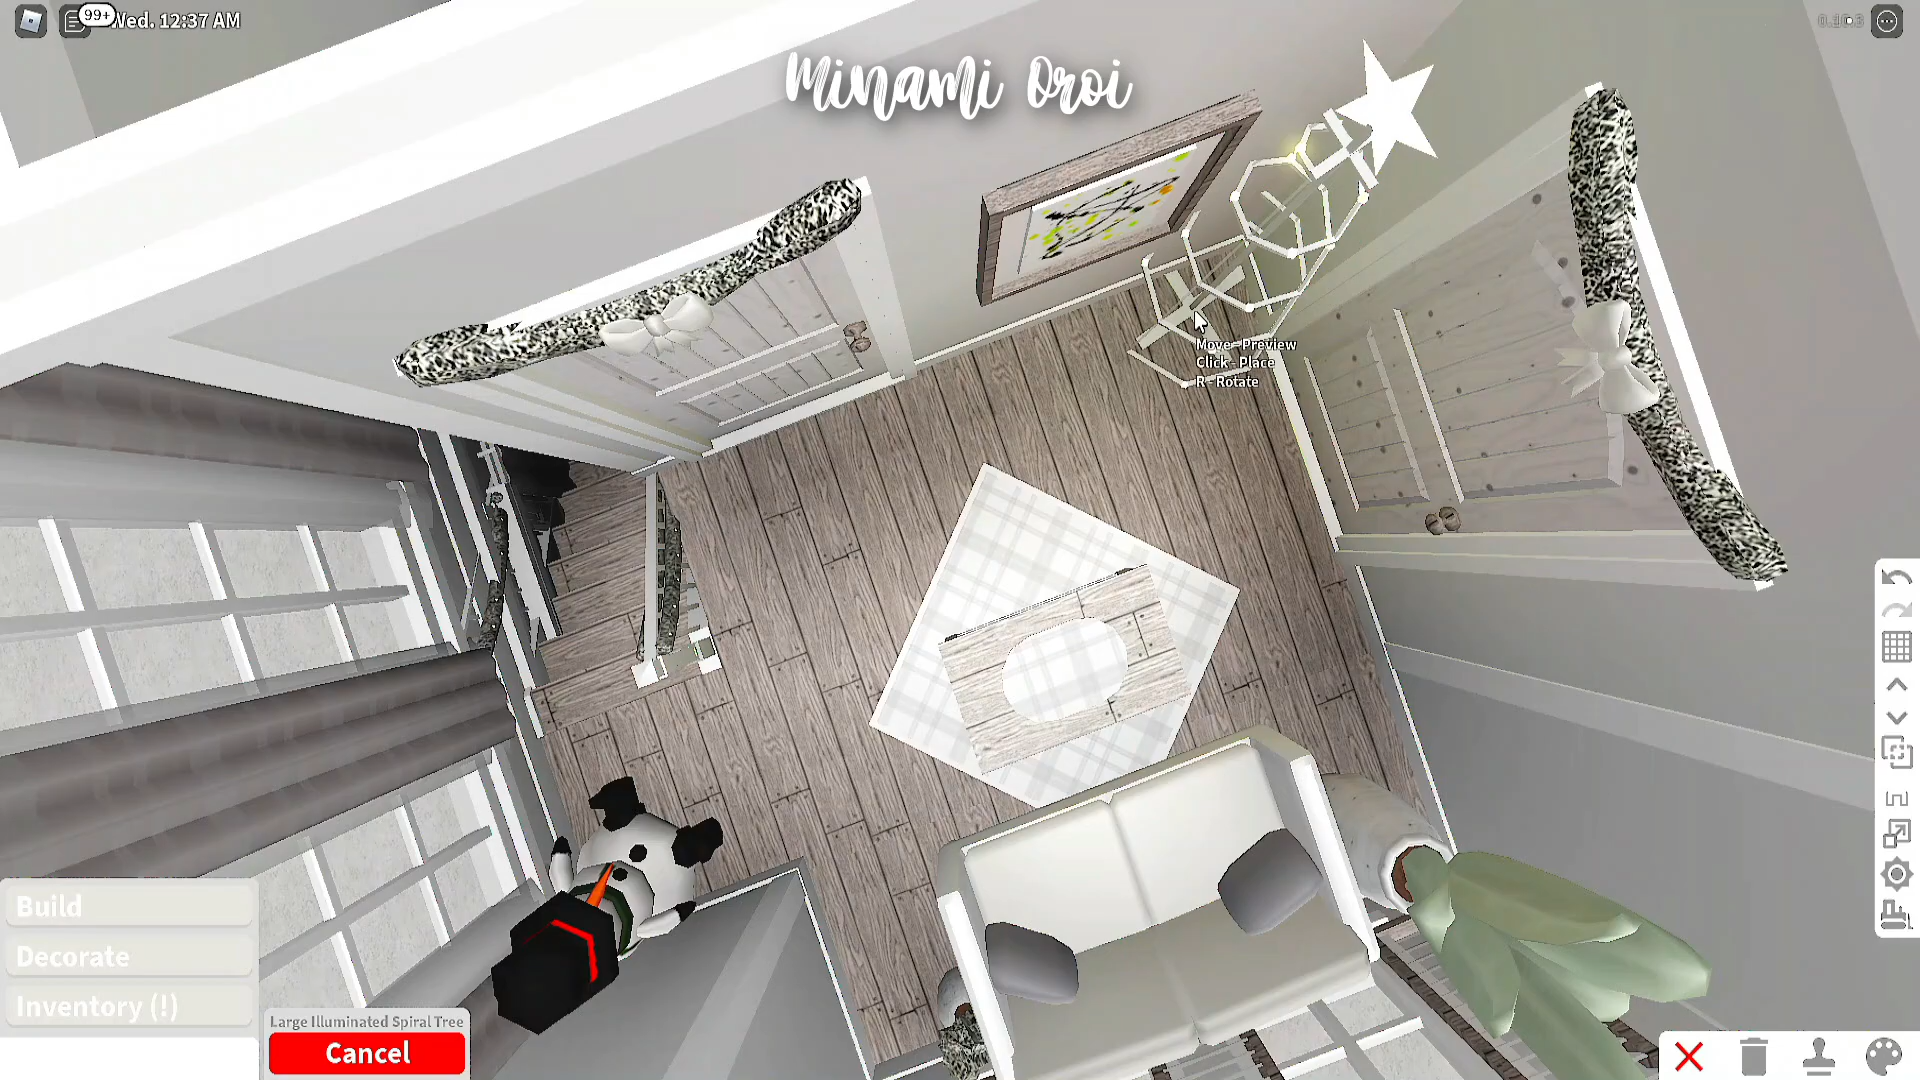 99+
Wed. 12:37 AM
Minami Oroi
Move - Preview
Click - Place
R - Rotate
Build
Decorate
Inventory (!)
Large Illuminated Spiral Tree
Cancel